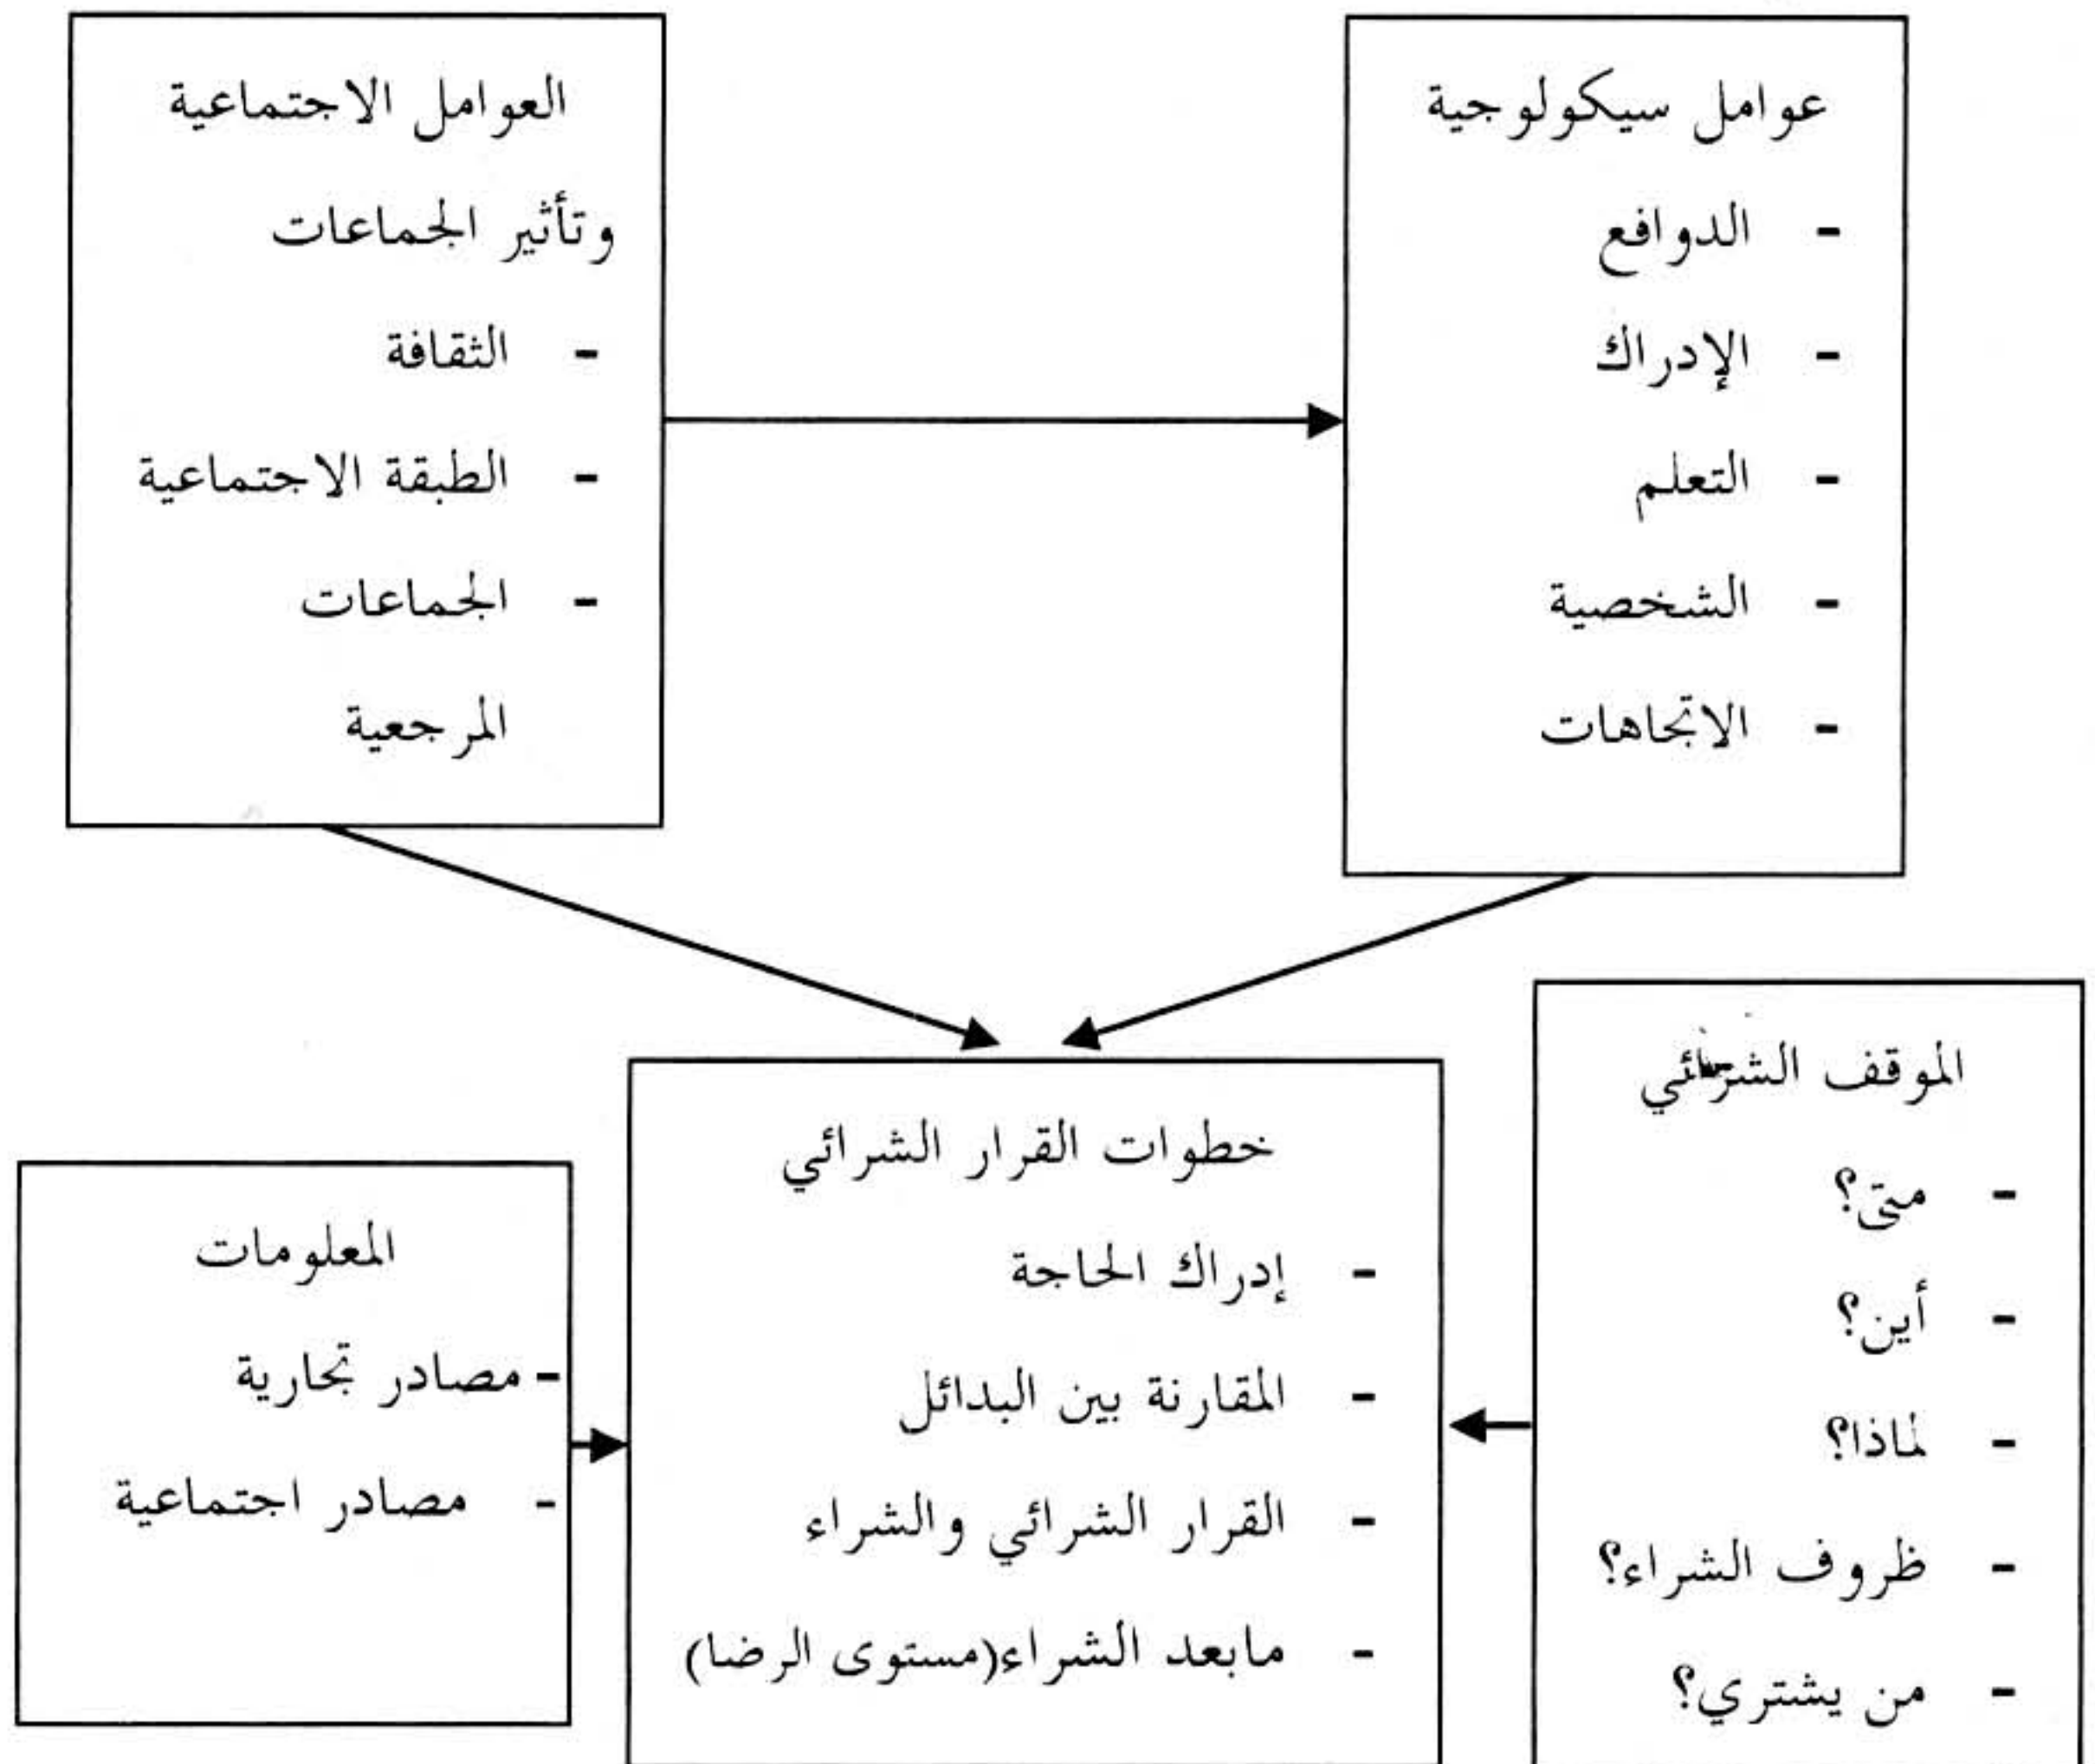 عوامل سيكولوجية
- الدوافع
- الإدراك
- التعلم
- الشخصية
- الاتجاهات
العوامل الاجتماعية
وتأثير الجماعات
- الثقافة
- الطبقة الاجتماعية
- الجماعات
المرجعية
الموقف الشرائي
- متى؟
- أين؟
- لماذا؟
- ظروف الشراء؟
- من يشتري؟
خطوات القرار الشرائي
- إدراك الحاجة
- المقارنة بين البدائل
- القرار الشرائي والشراء
- مابعد الشراء(مستوى الرضا)
المعلومات
- مصادر تجارية
- مصادر اجتماعية